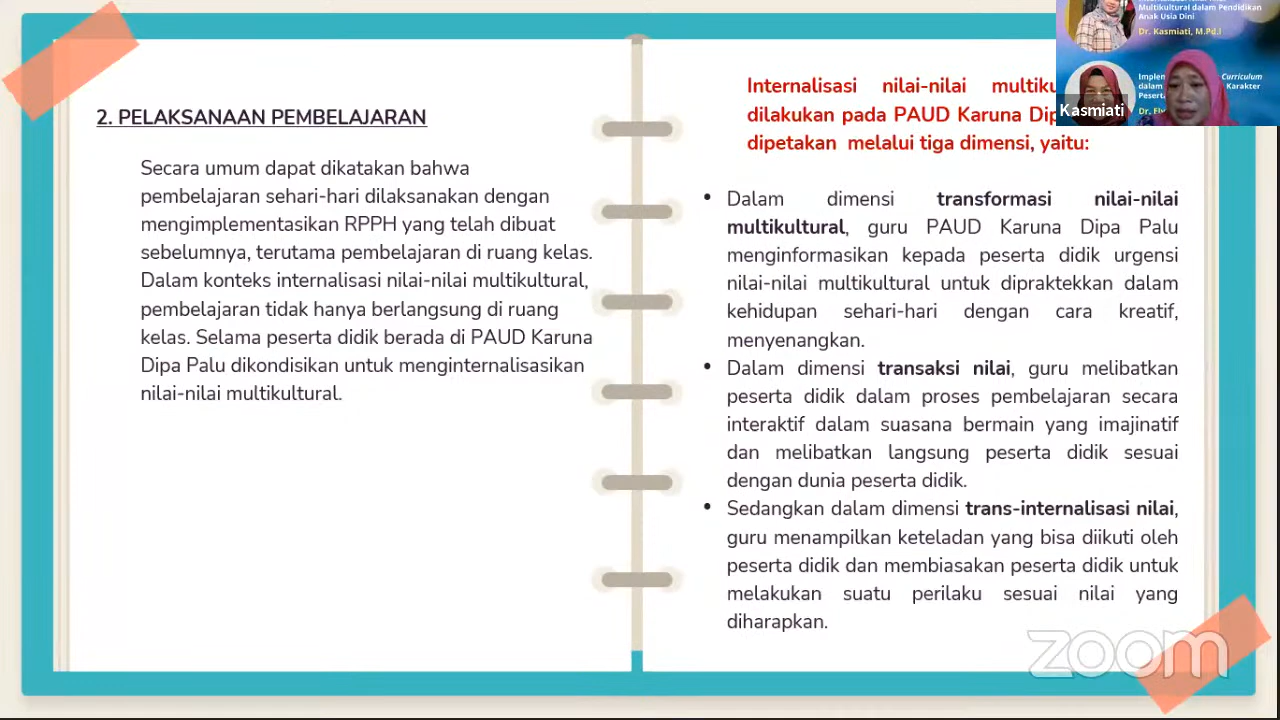 2. PELAKSANAAN PEMBELAJARAN
Secara umum dapat dikatakan bahwa
pembelajaran sehari-hari dilaksanakan dengan
mengimplementasikan RPPH yang telah dibuat
sebelumnya, terutama pembelajaran di ruang kelas.
Dalam konteks internalisasi nilai-nilai multikultural,
pembelajaran tidak hanya berlangsung di ruang
kelas. Selama peserta didik berada di PAUD Karuna
Dipa Palu dikondisikan untuk menginternalisasikan
nilai-nilai multikultural.
Internalisasi nilai-nilai
dilakukan pada PAUD Karuna
dipetakan melalui tiga dimensi, yaitu:
• Dalam dimensi transformasi nilai-nilai
multikultural, guru PAUD Karuna Dipa Palu
menginformasikan kepada peserta didik urgensi
nilai-nilai multikultural untuk dipraktekkan dalam
kehidupan sehari-hari dengan cara kreatif,
menyenangkan.
• Dalam dimensi transaksi nilai, guru melibatkan
peserta didik dalam proses pembelajaran secara
interaktif dalam suasana bermain yang imajinatif
dan melibatkan langsung peserta didik sesuai
dengan dunia peserta didik.
• Sedangkan dalam dimensi trans-internalisasi nilai,
guru menampilkan keteladan yang bisa diikuti oleh
peserta didik dan membiasakan peserta didik untuk
melakukan suatu perilaku sesuai nilai yang
diharapkan.
Multikultural dalam Pendidikan
Anak Usia Dini
Dr. Kasmiati, M.Pd.I
Curriculum
dalam Karakter
Kasmiati
zoom